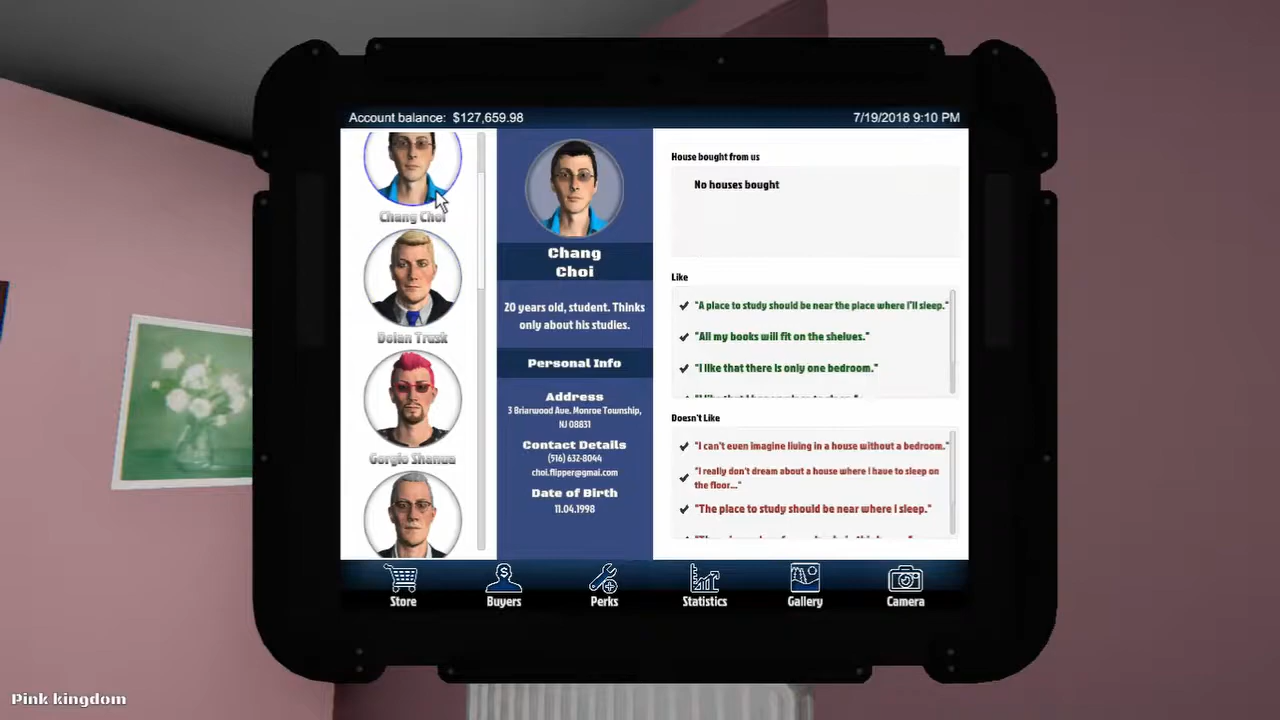 Account balance: $127,659.98
7/19/2018 9:10 PM
Chang Choi
Dolan Trusk
Gorgio Shanua
Chang
Choi
20 years old, student. Thinks
only about his studies.
Personal Info
Address
3 Briarwood Ave. Monroe Township,
NJ 08831
Contact Details
(516) 632-8044
choi.flipper@gmai.com
Date of Birth
11.04.1998
House bought from us
No houses bought
Like
"A place to study should be near the place where I'll sleep."
"All my books will fit on the shelves."
"I like that there is only one bedroom."
Doesn't Like
"I can't even imagine living in a house without a bedroom."
"I really don't dream about a house where I have to sleep on
the floor..."
"The place to study should be near where I sleep."
Store
Buyers
Perks
Statistics
Gallery
Camera
Pink kingdom